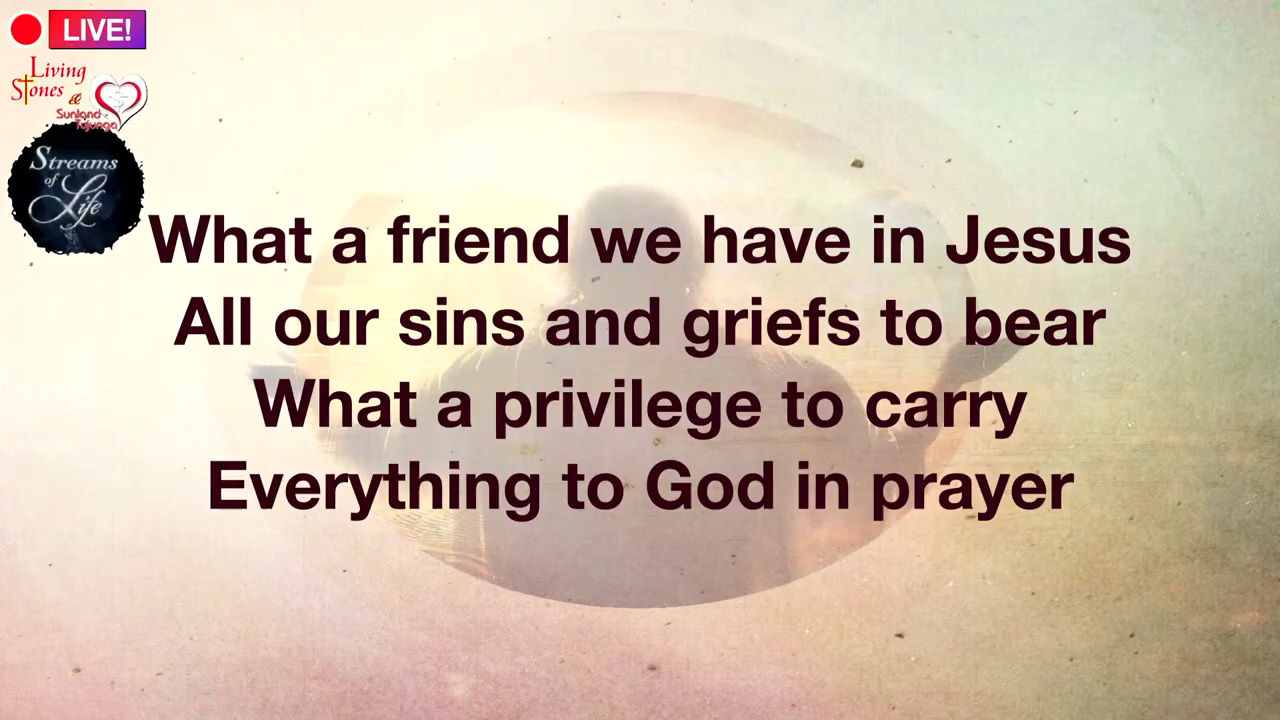 LIVE!
Living
Stones
&
Sunland
Tujunga
Streams
of
Life
What a friend we have in Jesus
All our sins and griefs to bear
What a privilege to carry
Everything to God in prayer